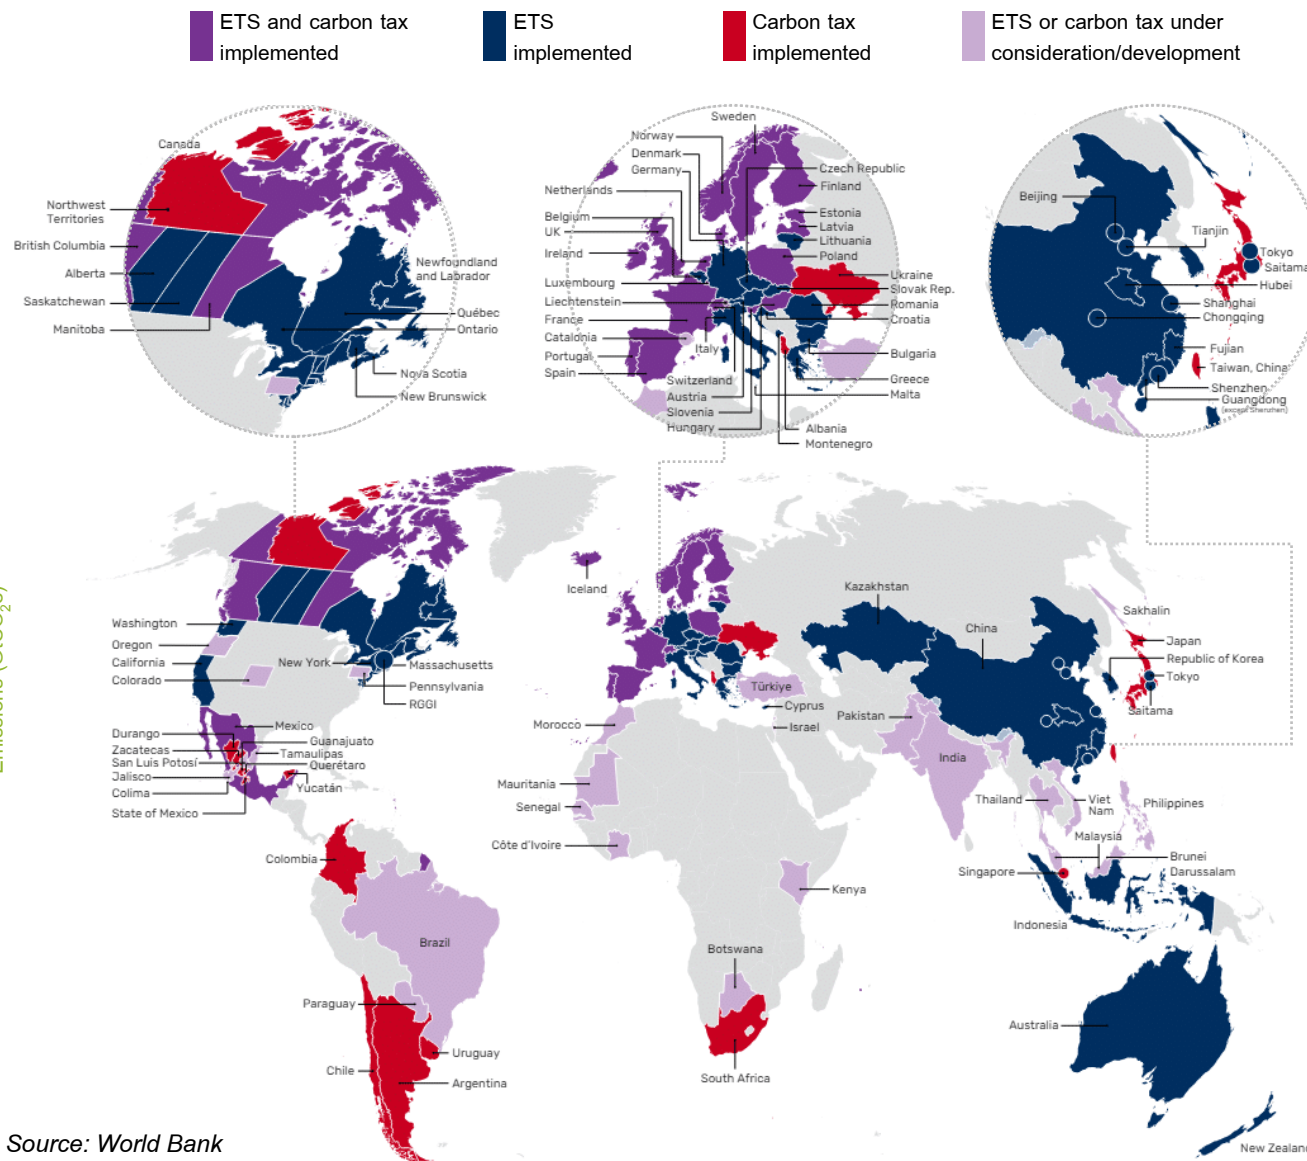 ETS and carbon tax
implemented
ETS
implemented
Carbon tax
implemented
ETS or carbon tax under
consideration/development
Canada
Northwest
Territories
British Columbia
Alberta
Saskatchewan
Manitoba
Newfoundland
and Labrador
Québec
Ontario
Nova Scotia
New Brunswick
Sweden
Norway
Denmark
Germany
Netherlands
Belgium
UK
Ireland
Luxembourg
Liechtenstein
France
Catalonia
Portugal
Spain
Italy
Switzerland
Austria
Slovenia
Hungary
Czech Republic
Finland
Estonia
Latvia
Lithuania
Poland
Ukraine
Slovak Rep.
Romania
Croatia
Bulgaria
Greece
Malta
Albania
Montenegro
Beijing
Tianjin
Tokyo
Saitama
Hubei
Shanghai
Chongqing
Fujian
Taiwan, China
Shenzhen
Guangdong
(except Shenzhen)
Washington
Oregon
California
Colorado
New York
Massachusetts
Pennsylvania
RGGI
Mexico
Durango
Guanajuato
Zacatecas
Tamaulipas
San Luis Potosí
Querétaro
Jalisco
Yucatán
Colima
State of Mexico
Colombia
Brazil
Paraguay
Uruguay
Chile
Argentina
Iceland
Kazakhstan
China
Sakhalin
Japan
Republic of Korea
Tokyo
Saitama
Türkiye
Cyprus
Israel
Pakistan
India
Morocco
Mauritania
Senegal
Côte d'Ivoire
Kenya
Botswana
South Africa
Thailand
Viet
Nam
Philippines
Malaysia
Brunei
Darussalam
Singapore
Indonesia
Australia
New Zealand
Source: World Bank